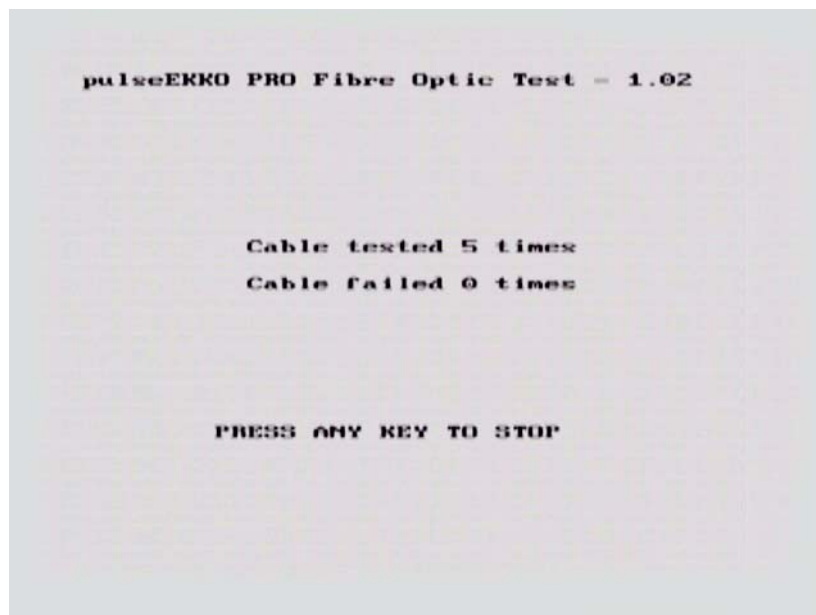 pulseEKKO PRO Fibre Optic Test - 1.02
Cable tested 5 times
Cable failed 0 times
PRESS ANY KEY TO STOP